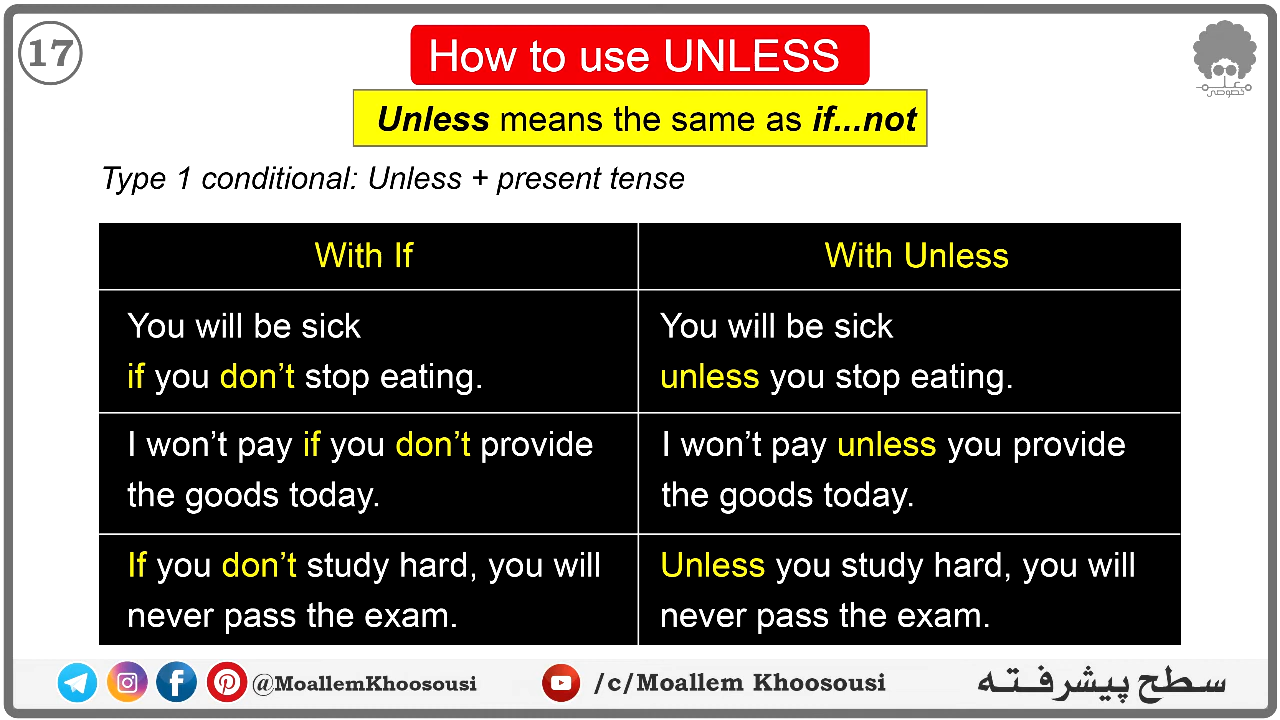 17
How to use UNLESS
Unless means the same as if...not
Type 1 conditional: Unless + present tense
With If
With Unless
You will be sick
if you don't stop eating.
You will be sick
unless you stop eating.
I won't pay if you don't provide
the goods today.
I won't pay unless you provide
the goods today.
If you don't study hard, you will
never pass the exam.
Unless you study hard, you will
never pass the exam.
@MoallemKhoosousi
/c/Moallem Khoosousi
سطح پیشرفته